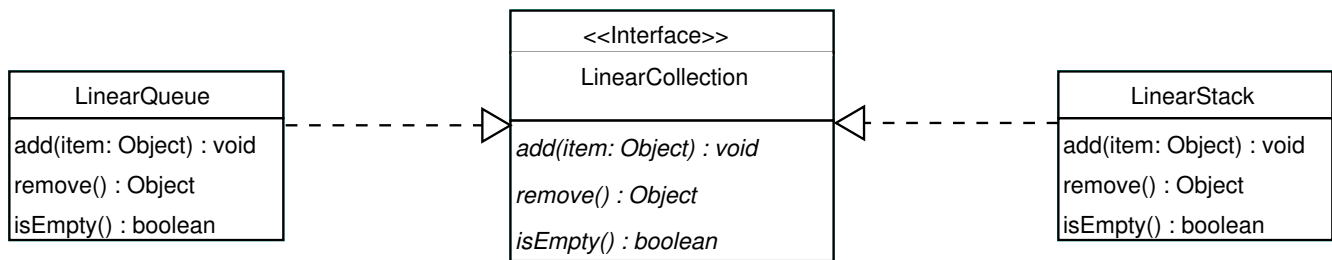 LinearQueue
add(item: Object) : void
remove() : Object
isEmpty() : boolean
<<Interface>>
LinearCollection
add(item: Object) : void
remove() : Object
isEmpty() : boolean
LinearStack
add(item: Object) : void
remove() : Object
isEmpty() : boolean